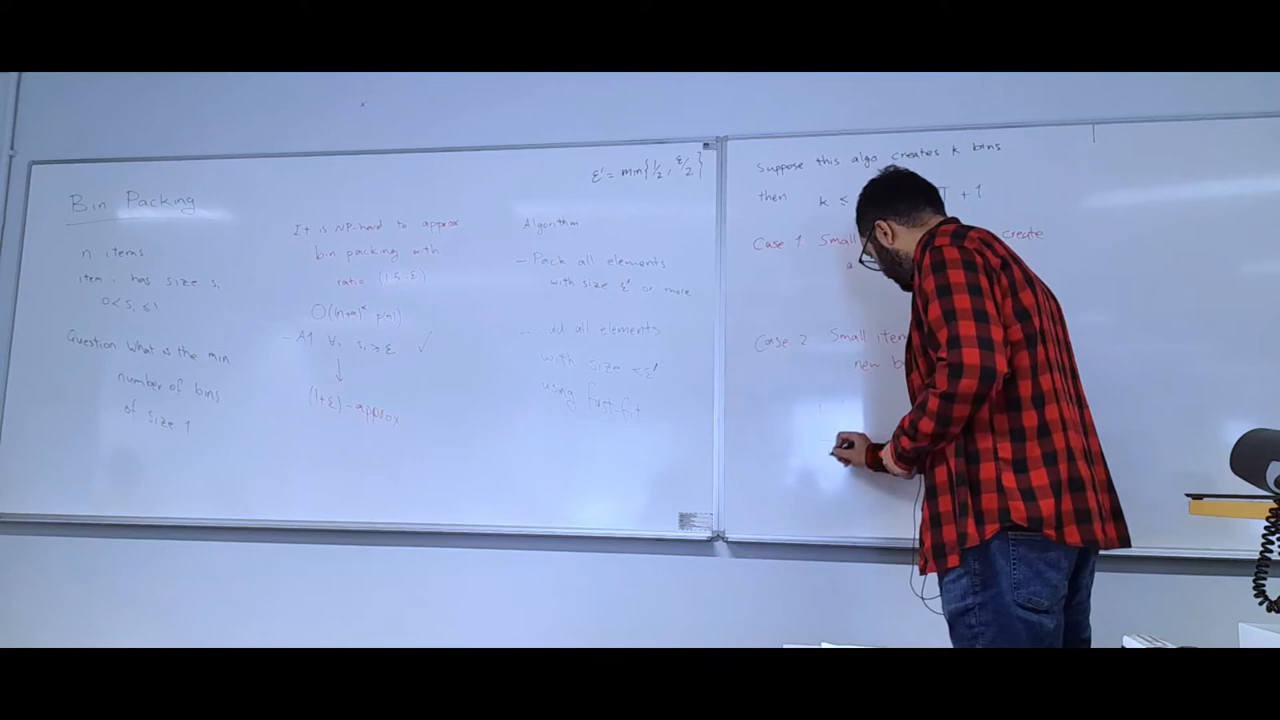 Bin Packing
n items
item i has size si
0 < si ≤ 1
Question What is the min
number of bins
of size 1
It is NP-hard to approx
bin packing with
ratio (1.5-ε)
- A1 ∀i si ≥ ε ✓
(1+ε)-approx
ε' = min{1/2, ε/2}
Algorithm
- Pack all elements
with size ε' or more
- all elements
with size < ε'
using first-fit
Suppose this algo creates k bins
then k ≤ + 1
Case 1 Small create
a
Case 2 Small
new